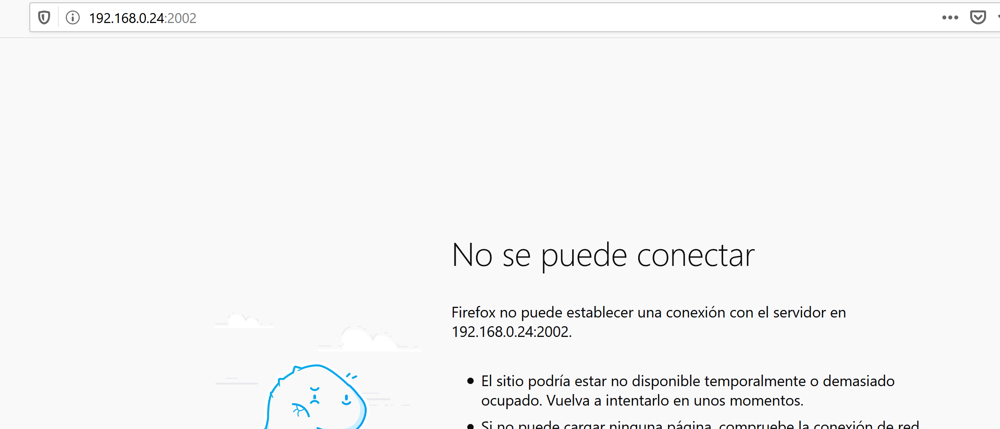 192.168.0.24:2002
No se puede conectar
Firefox no puede establecer una conexión con el servidor en
192.168.0.24:2002.
El sitio podría estar no disponible temporalmente o demasiado
ocupado. Vuelva a intentarlo en unos momentos.
Si no puede cargar ninguna página, compruebe la conexión de red